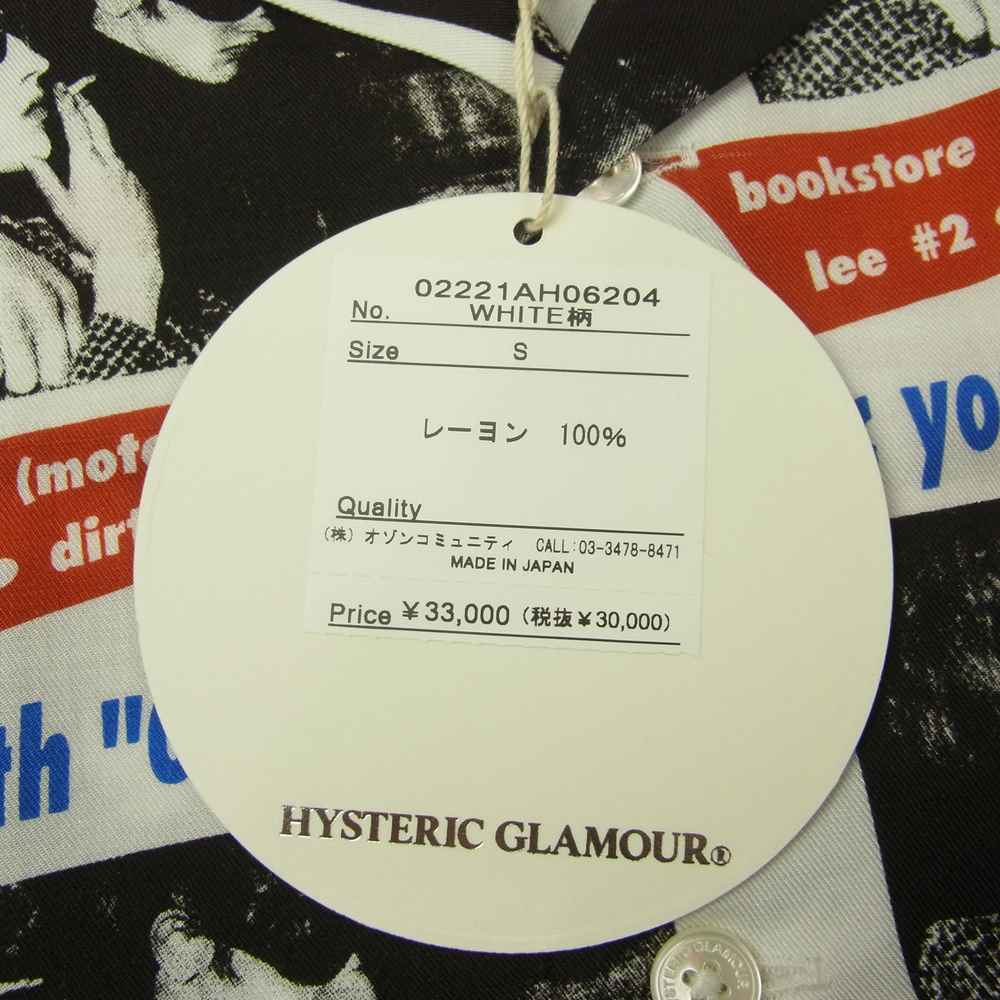 bookstore
lee #2
02221AH06204
No. WHITE柄
Size S
レーヨン 100%
Quality
(株) オゾンコミュニティ CALL:03-3478-8471
MADE IN JAPAN
Price ¥33,000 (税抜¥30,000)
HYSTERIC GLAMOUR®
yo
(moto
dirt
th "C